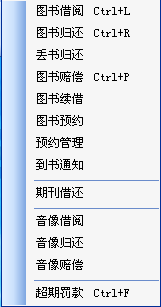 图书借阅 Ctrl+L
图书归还 Ctrl+R
丢书归还
图书赔偿 Ctrl+P
图书续借
图书预约
预约管理
到书通知
期刊借还
音像借阅
音像归还
音像赔偿
超期罚款 Ctrl+F